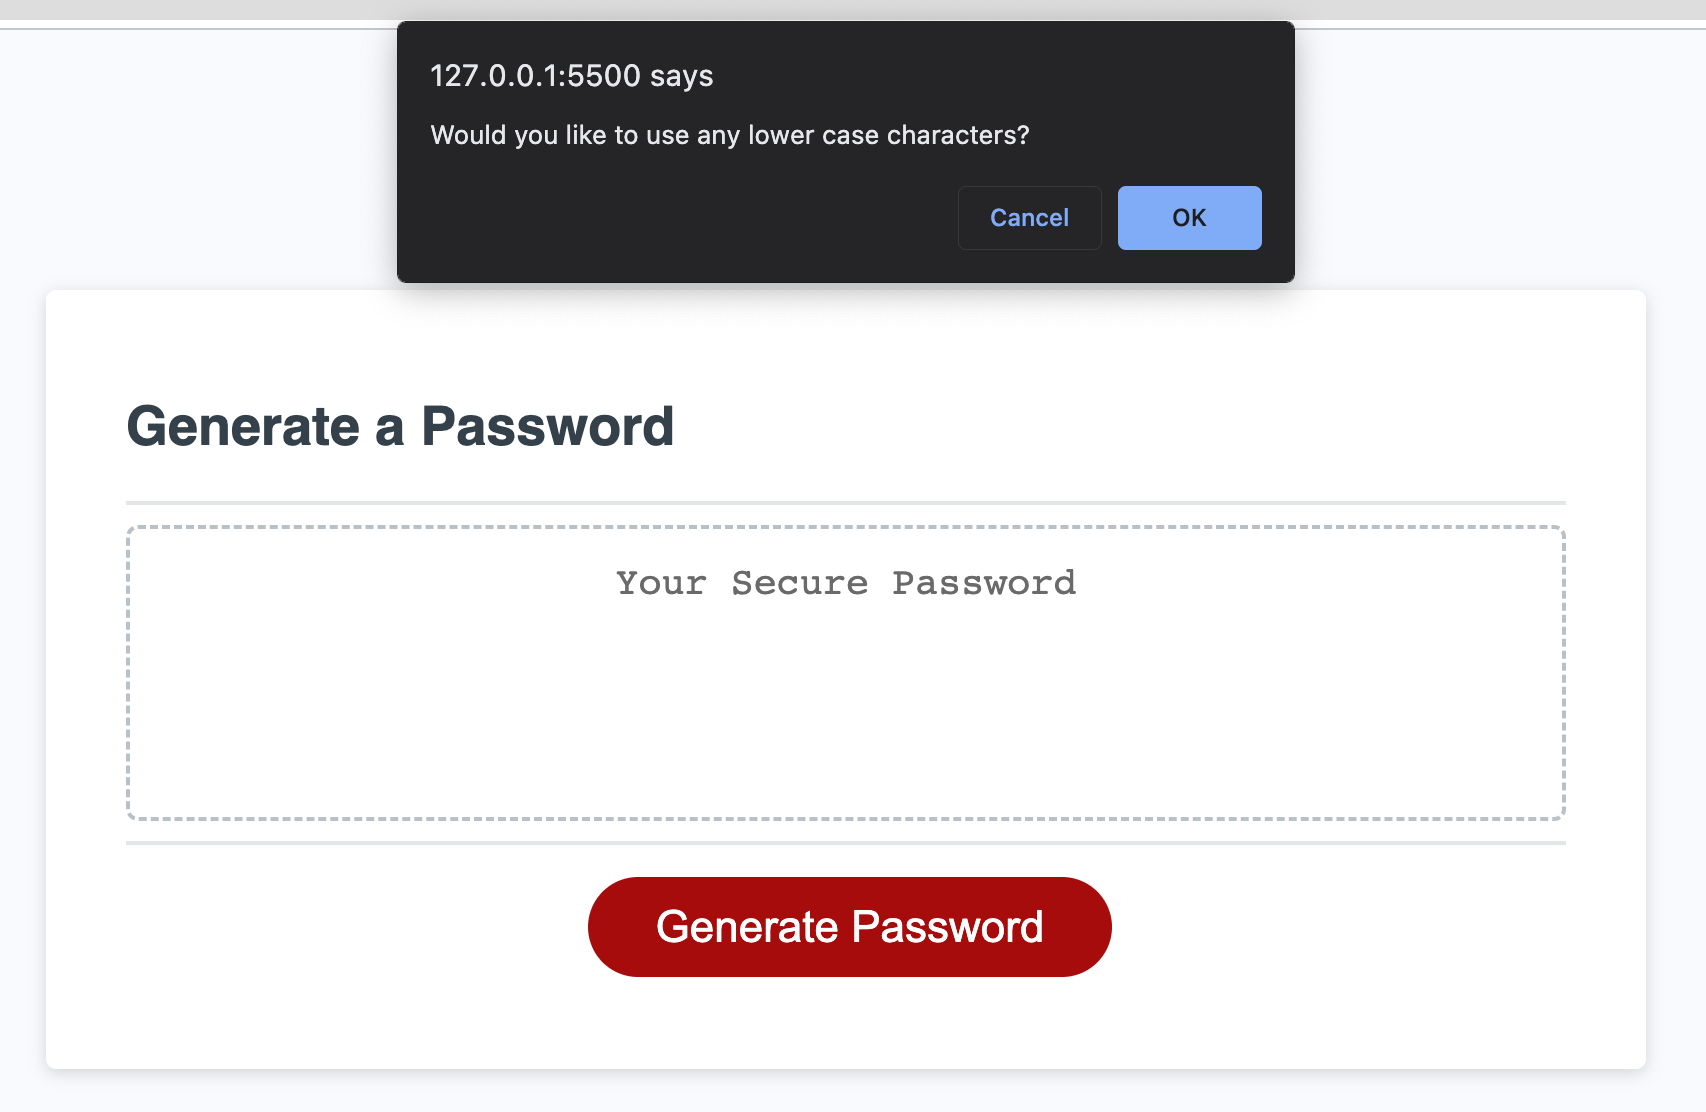 127.0.0.1:5500 says
Would you like to use any lower case characters?
Cancel
OK
Generate a Password
Your Secure Password
Generate Password